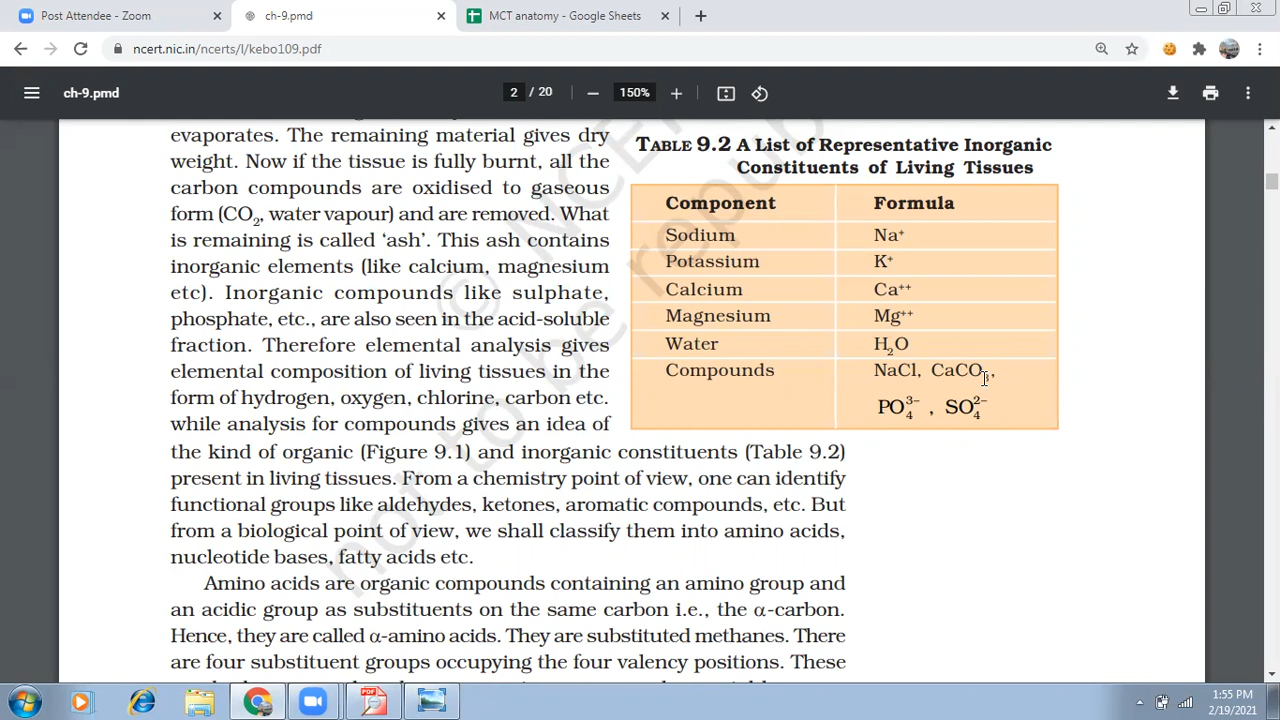 Post Attendee - Zoom
ch-9.pmd
MCT anatomy - Google Sheets
ncert.nic.in/ncerts/l/kebo109.pdf
ch-9.pmd
2 / 20
150%
evaporates. The remaining material gives dry
weight. Now if the tissue is fully burnt, all the
carbon compounds are oxidised to gaseous
form (CO2, water vapour) and are removed. What
is remaining is called ‘ash’. This ash contains
inorganic elements (like calcium, magnesium
etc). Inorganic compounds like sulphate,
phosphate, etc., are also seen in the acid-soluble
fraction. Therefore elemental analysis gives
elemental composition of living tissues in the
form of hydrogen, oxygen, chlorine, carbon etc.
while analysis for compounds gives an idea of
the kind of organic (Figure 9.1) and inorganic constituents (Table 9.2)
present in living tissues. From a chemistry point of view, one can identify
functional groups like aldehydes, ketones, aromatic compounds, etc. But
from a biological point of view, we shall classify them into amino acids,
nucleotide bases, fatty acids etc.
Amino acids are organic compounds containing an amino group and
an acidic group as substituents on the same carbon i.e., the α-carbon.
Hence, they are called α-amino acids. They are substituted methanes. There
are four substituent groups occupying the four valency positions. These
TABLE 9.2 A List of Representative Inorganic
Constituents of Living Tissues
Component Formula
Sodium Na+
Potassium K+
Calcium Ca++
Magnesium Mg++
Water H2O
Compounds NaCl, CaCO3,
PO4 3−, SO4 2−
© NCERT
not to be republished
1:55 PM
2/19/2021